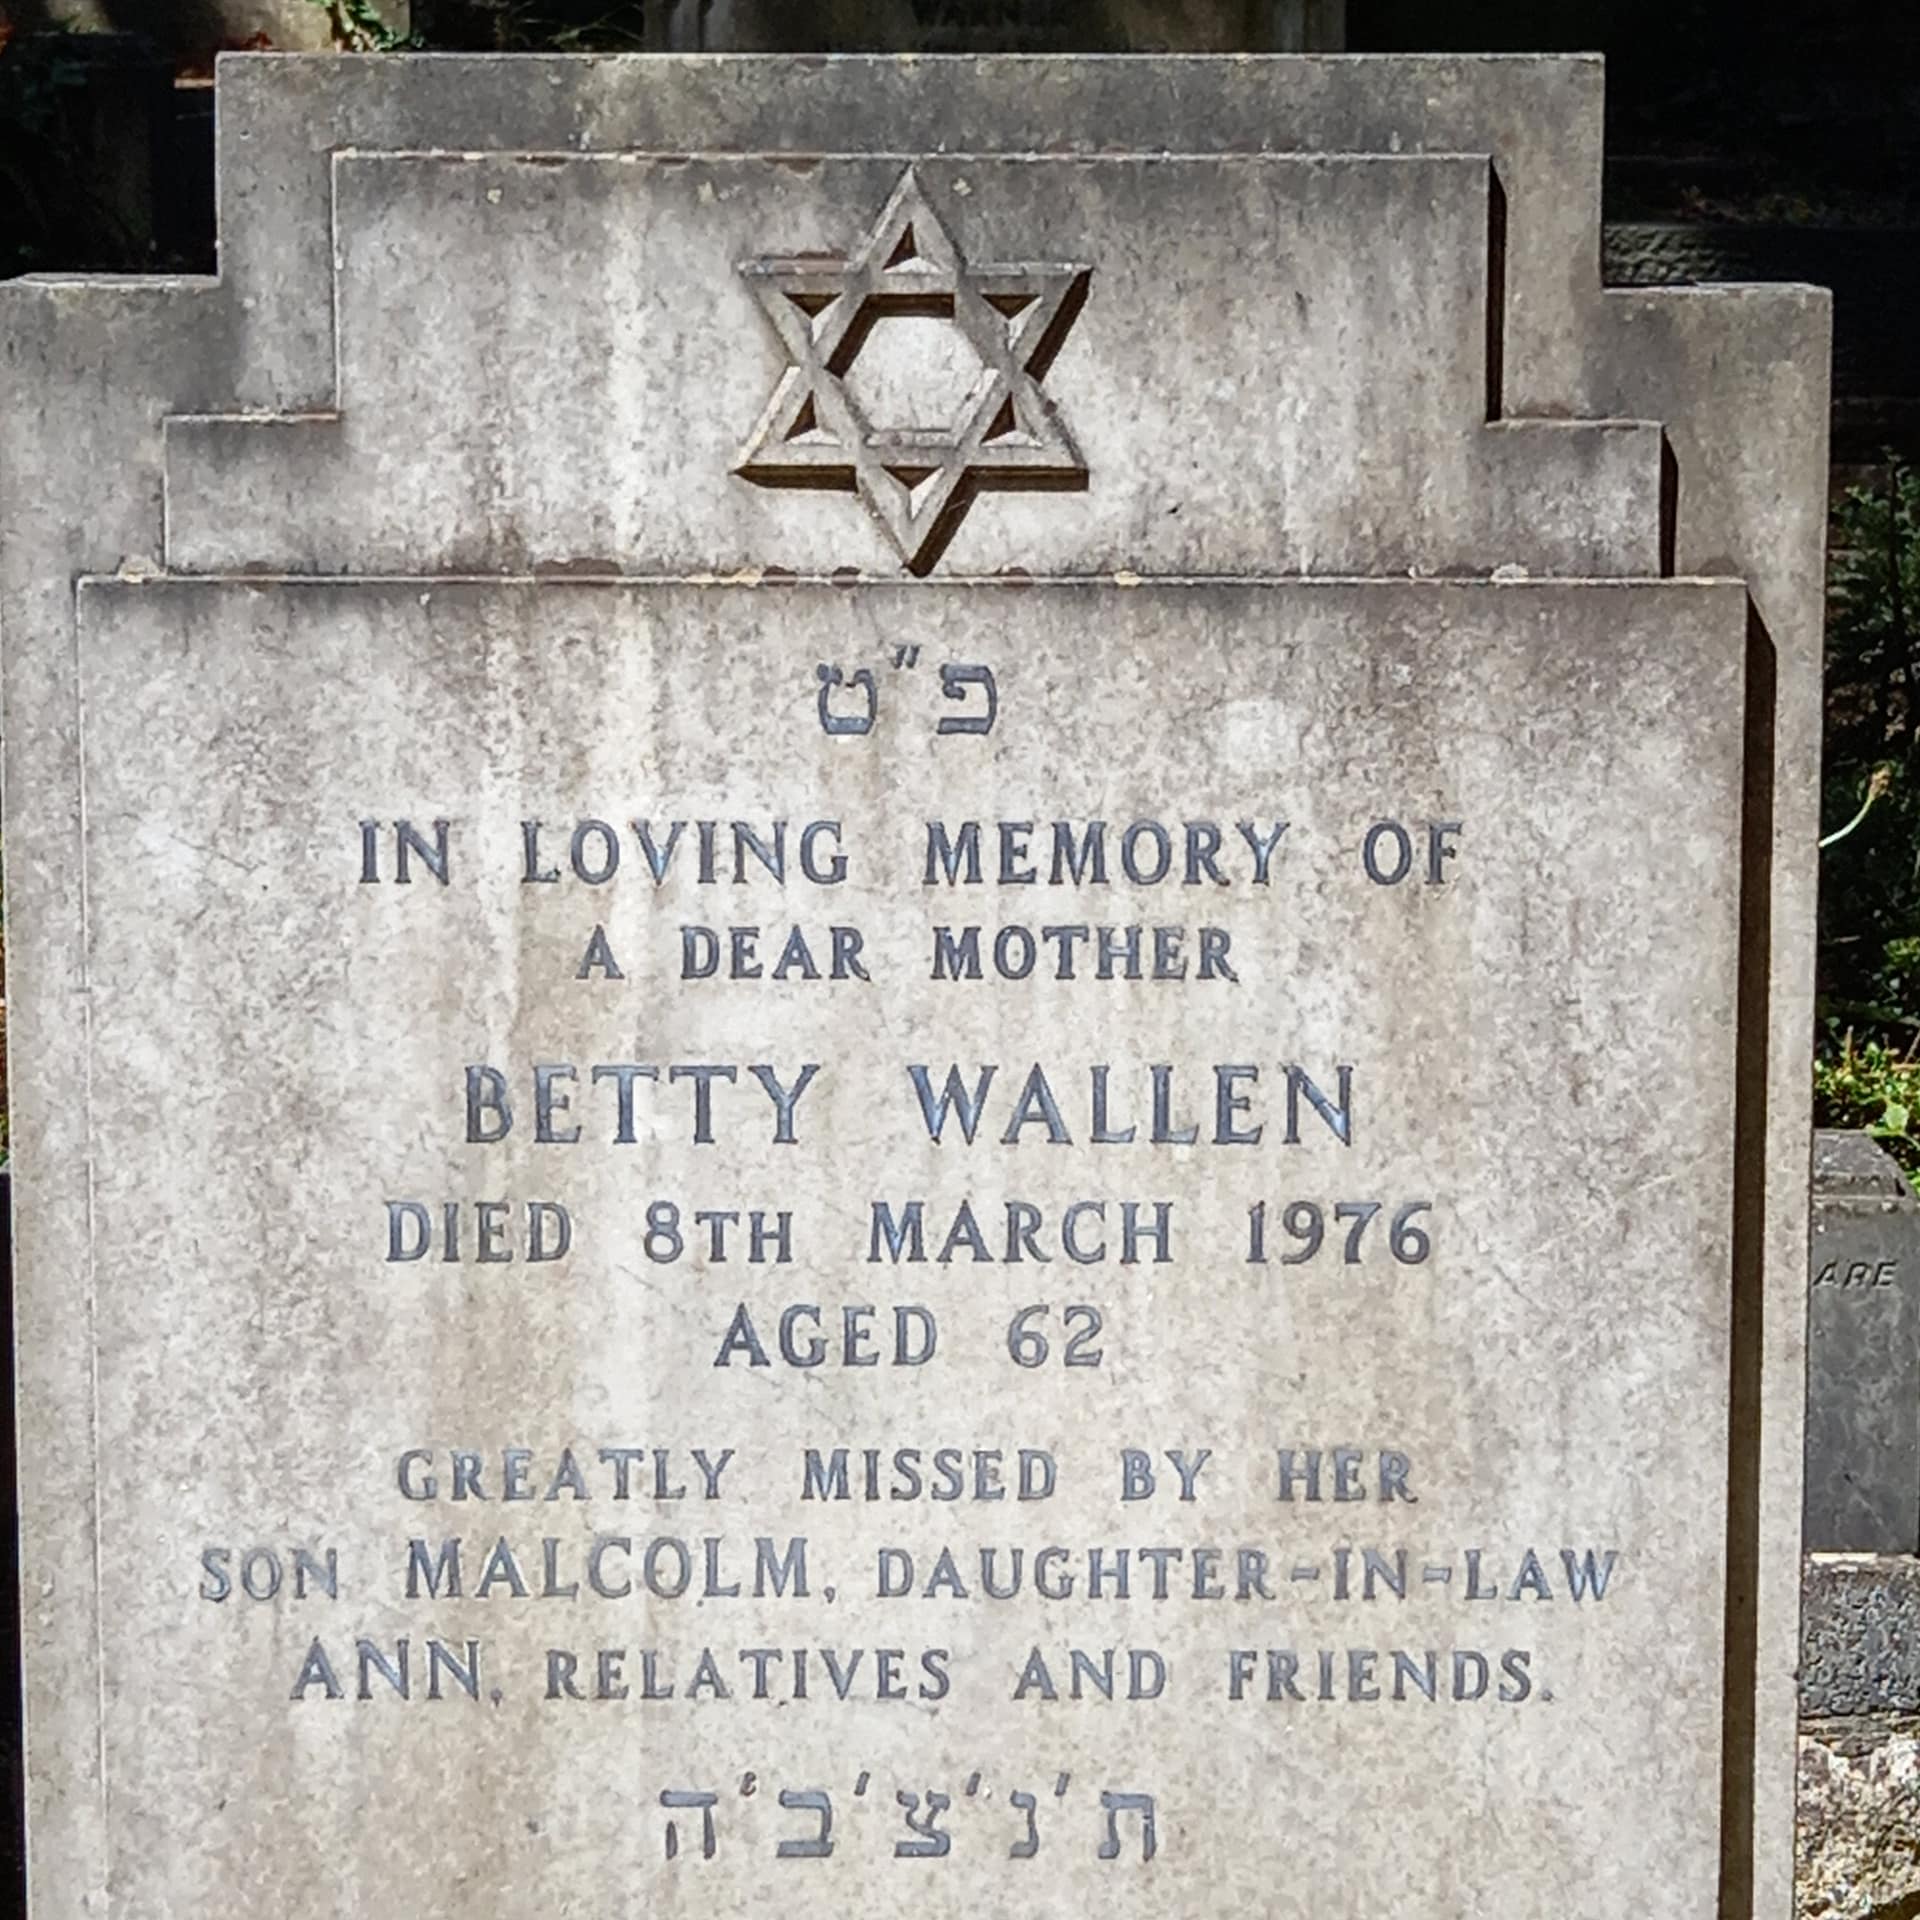 פ"ט
IN LOVING MEMORY OF
A DEAR MOTHER
BETTY WALLEN
DIED 8TH MARCH 1976
AGED 62
GREATLY MISSED BY HER
SON MALCOLM, DAUGHTER-IN-LAW
ANN, RELATIVES AND FRIENDS.
ת'נ'צ'ב'ה
ARE